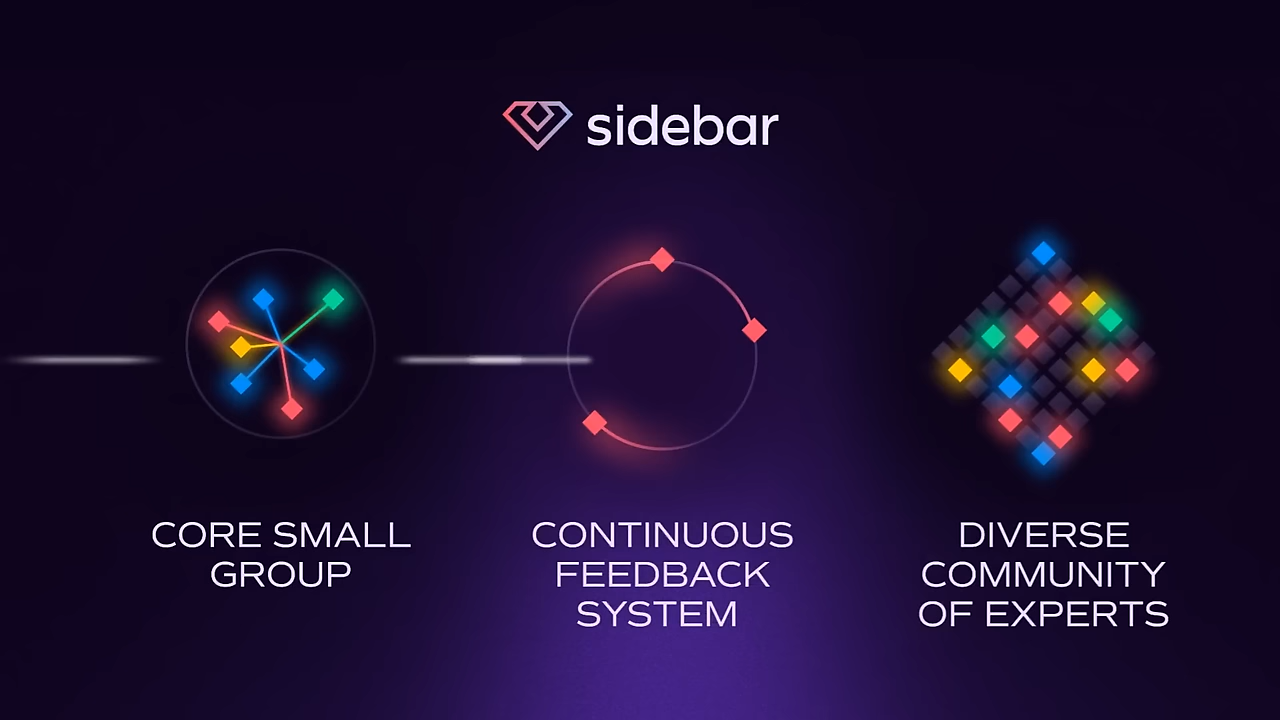 sidebar
CORE SMALL
GROUP
CONTINUOUS
FEEDBACK
SYSTEM
DIVERSE
COMMUNITY
OF EXPERTS